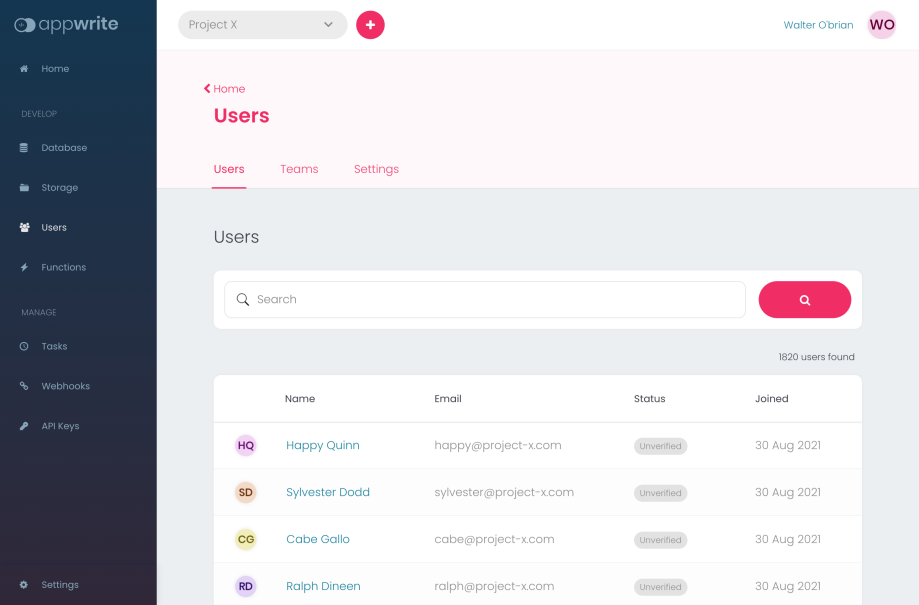 appwrite
Home
DEVELOP
Database
Storage
Users
Functions
MANAGE
Tasks
Webhooks
API Keys
Settings
Project X
Walter O'brian WO
Home
Users
Users Teams Settings
Users
Search
1820 users found
Name Email Status Joined
HQ Happy Quinn happy@project-x.com Unverified 30 Aug 2021
SD Sylvester Dodd sylvester@project-x.com Unverified 30 Aug 2021
CG Cabe Gallo cabe@project-x.com Unverified 30 Aug 2021
RD Ralph Dineen ralph@project-x.com Unverified 30 Aug 2021